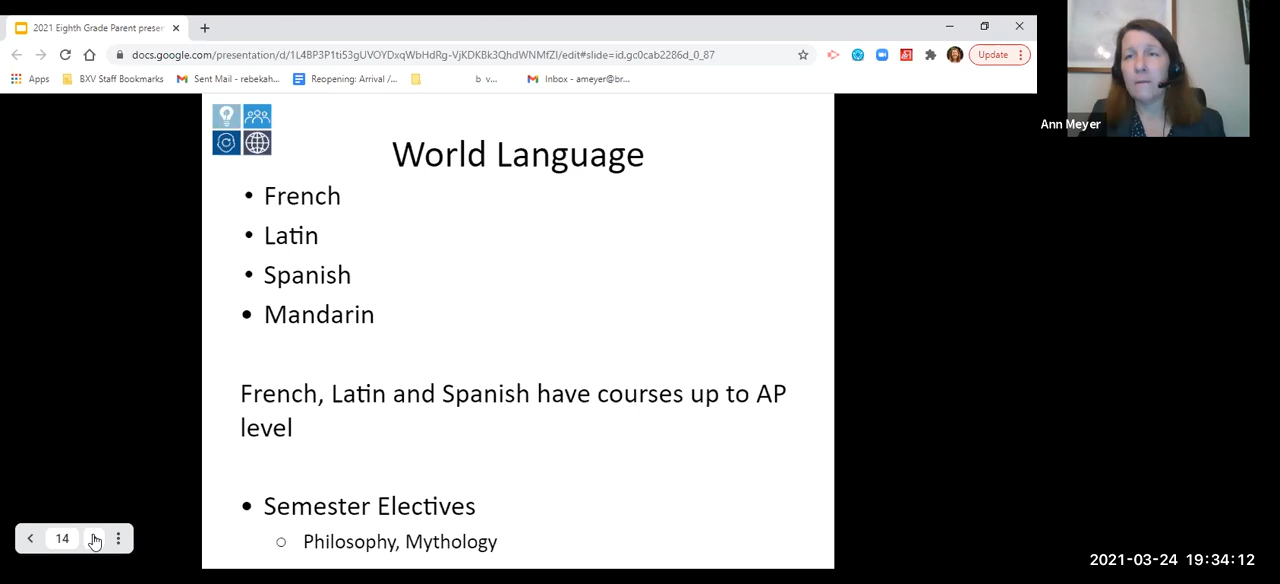 2021 Eighth Grade Parent presen
docs.google.com/presentation/d/1L4BP3P1ti53gUVOYDxqWbHdRg-VjKDKBk3QhdWNMfZI/edit#slide=id.gc0cab2286d_0_87
Update
Apps
BXV Staff Bookmarks
Sent Mail - rebekah...
Reopening: Arrival /...
b v...
Inbox - ameyer@br...
Ann Meyer
World Language
• French
• Latin
• Spanish
• Mandarin
French, Latin and Spanish have courses up to AP
level
• Semester Electives
○ Philosophy, Mythology
14
2021-03-24 19:34:12